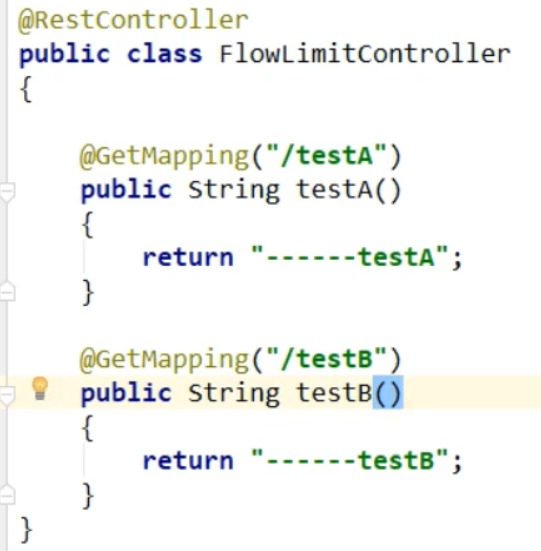 @RestController
public class FlowLimitController
{
@GetMapping("/testA")
public String testA()
{
return "------testA";
}
@GetMapping("/testB")
public String testB()
{
return "------testB";
}
}